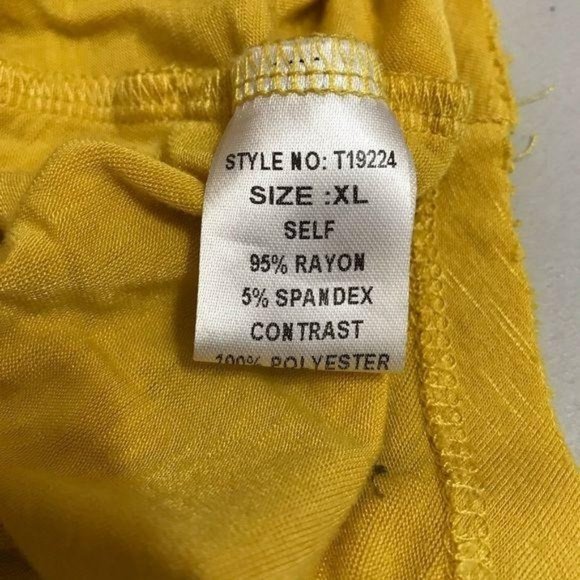 STYLE NO: T19224
SIZE :XL
SELF
95% RAYON
5% SPANDEX
CONTRAST
100% POLYESTER